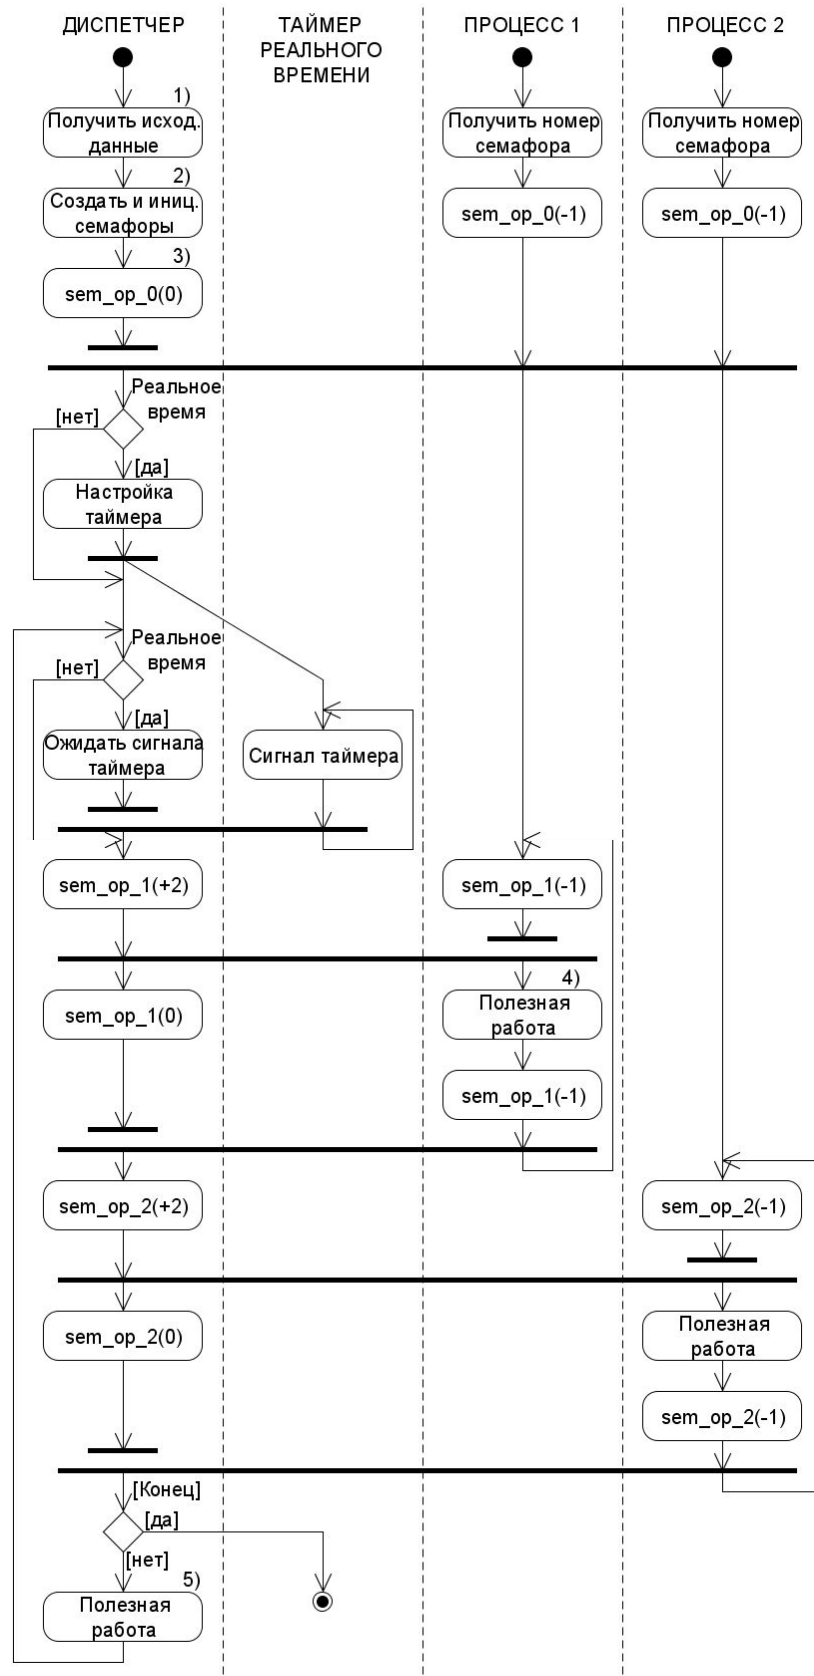 ДИСПЕТЧЕР
ТАЙМЕР
РЕАЛЬНОГО
ВРЕМЕНИ
ПРОЦЕСС 1
ПРОЦЕСС 2
1)
Получить исход.
данные
Получить номер
семафора
Получить номер
семафора
2)
Создать и иниц.
семафоры
sem_op_0(-1)
sem_op_0(-1)
3)
sem_op_0(0)
Реальное
время
[нет]
[да]
Настройка
таймера
Реальное
время
[нет]
[да]
Ожидать сигнала
таймера
Сигнал таймера
sem_op_1(+2)
sem_op_1(-1)
4)
sem_op_1(0)
Полезная
работа
sem_op_1(-1)
sem_op_2(+2)
sem_op_2(-1)
sem_op_2(0)
Полезная
работа
sem_op_2(-1)
[Конец]
[да]
[нет]
5)
Полезная
работа